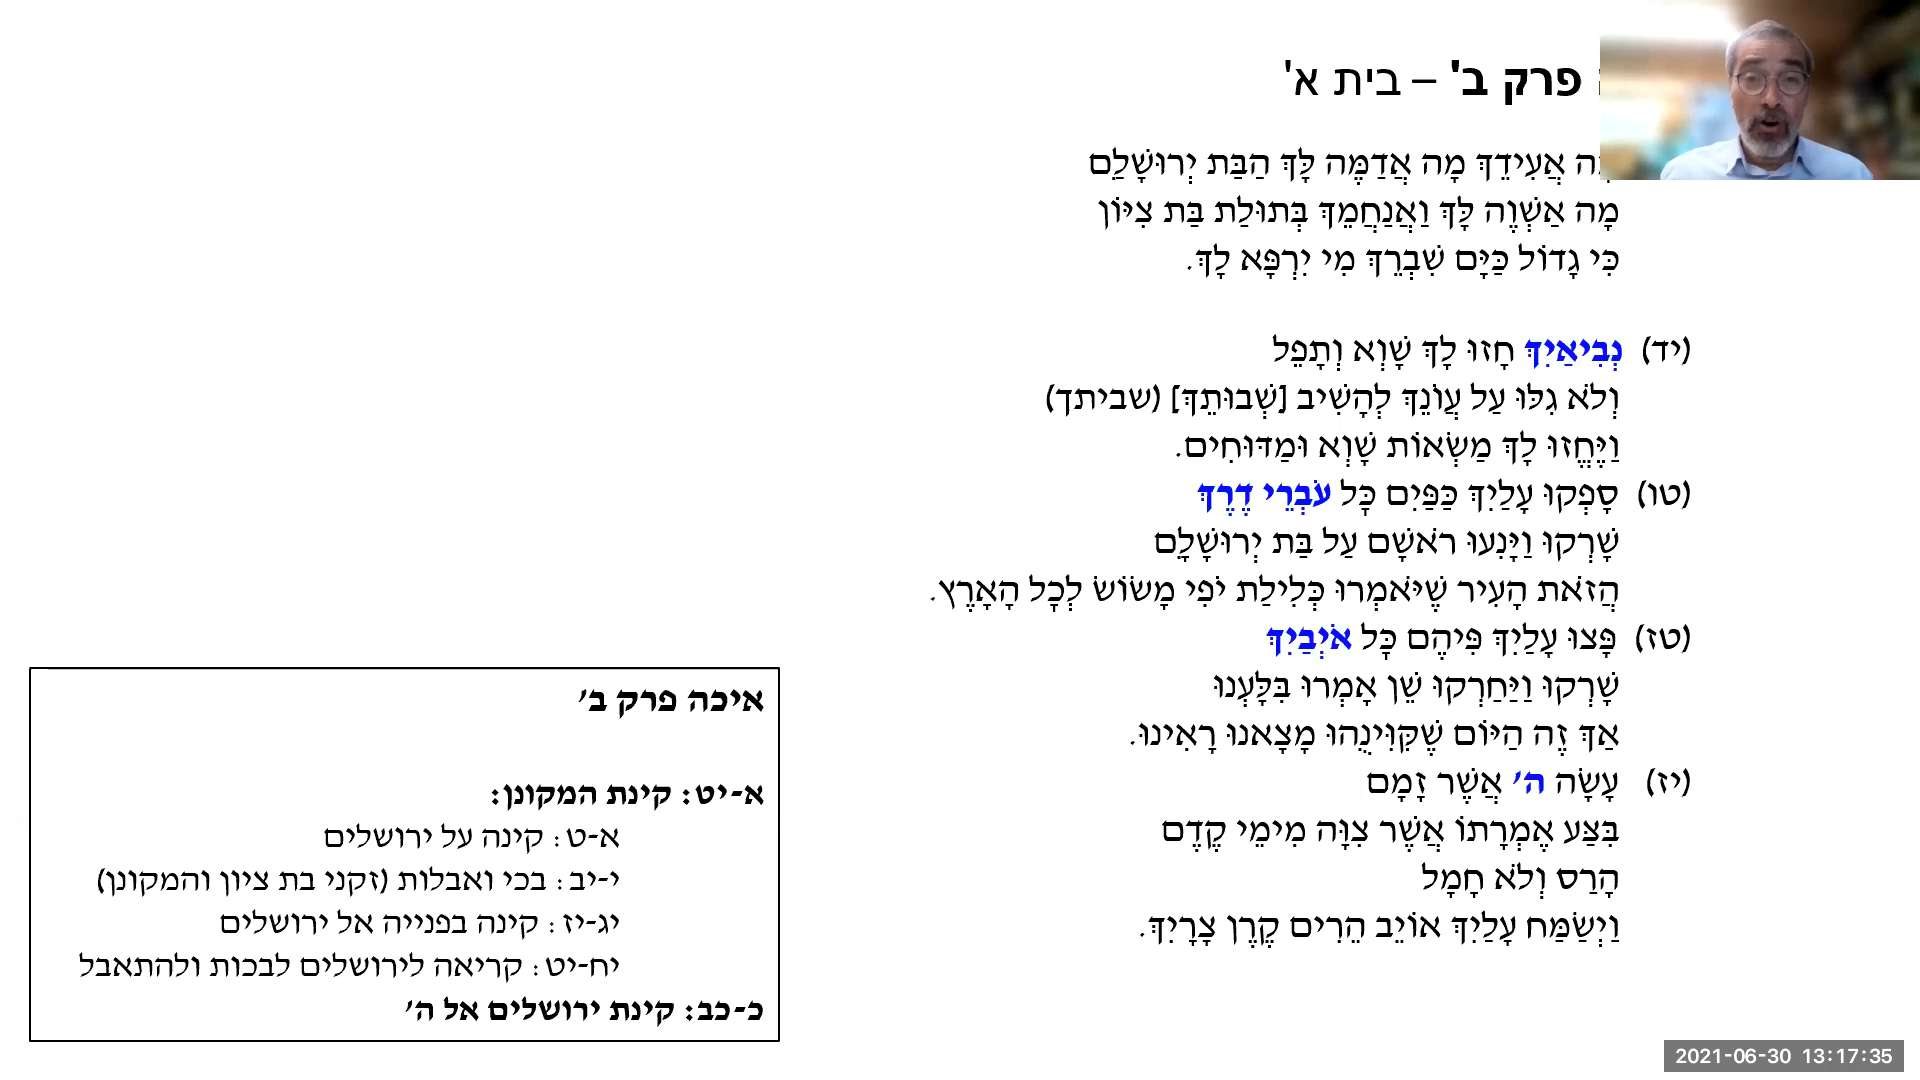 פרק ב' – בית א'
אֲעִידֵךְ מָה אֲדַמֶּה לָּךְ הַבַּת יְרוּשָׁלִַם
מָה אַשְׁוֶה לָּךְ וַאֲנַחֲמֵךְ בְּתוּלַת בַּת צִיּוֹן
כִּי גָדוֹל כַּיָּם שִׁבְרֵךְ מִי יִרְפָּא לָךְ.
(יד) נְבִיאַיִךְ חָזוּ לָךְ שָׁוְא וְתָפֵל
וְלֹא גִלּוּ עַל עֲוֹנֵךְ לְהָשִׁיב [שְׁבוּתֵךְ] (שביתך)
וַיֶּחֱזוּ לָךְ מַשְׂאוֹת שָׁוְא וּמַדּוּחִים.
(טו) סָפְקוּ עָלַיִךְ כַּפַּיִם כָּל עֹבְרֵי דֶרֶךְ
שָׁרְקוּ וַיָּנִעוּ רֹאשָׁם עַל בַּת יְרוּשָׁלִָם
הֲזֹאת הָעִיר שֶׁיֹּאמְרוּ כְּלִילַת יֹפִי מָשׂוֹשׂ לְכָל הָאָרֶץ.
(טז) פָּצוּ עָלַיִךְ פִּיהֶם כָּל אֹיְבַיִךְ
שָׁרְקוּ וַיַּחַרְקוּ שֵׁן אָמְרוּ בִּלָּעְנוּ
אַךְ זֶה הַיּוֹם שֶׁקִּוִּינֻהוּ מָצָאנוּ רָאִינוּ.
(יז) עָשָׂה ה' אֲשֶׁר זָמָם
בִּצַּע אֶמְרָתוֹ אֲשֶׁר צִוָּה מִימֵי קֶדֶם
הָרַס וְלֹא חָמָל
וַיְשַׂמַּח עָלַיִךְ אוֹיֵב הֵרִים קֶרֶן צָרָיִךְ.
איכה פרק ב'
א-יט: קינת המקונן:
א-ט: קינה על ירושלים
י-יב: בכי ואבלות (זקני בת ציון והמקונן)
יג-יז: קינה בפנייה אל ירושלים
יח-יט: קריאה לירושלים לבכות ולהתאבל
כ-כב: קינת ירושלים אל ה'
2021-06-30 13:17:35